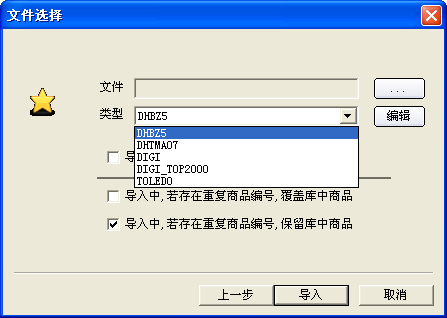 文件选择
文件
...
类型
DHBZ5
编辑
DHBZ5
DHTMA07
DIGI
DIGI_TOP2000
TOLEDO
导入中,若存在重复商品编号,覆盖库中商品
导入中,若存在重复商品编号,保留库中商品
上一步
导入
取消